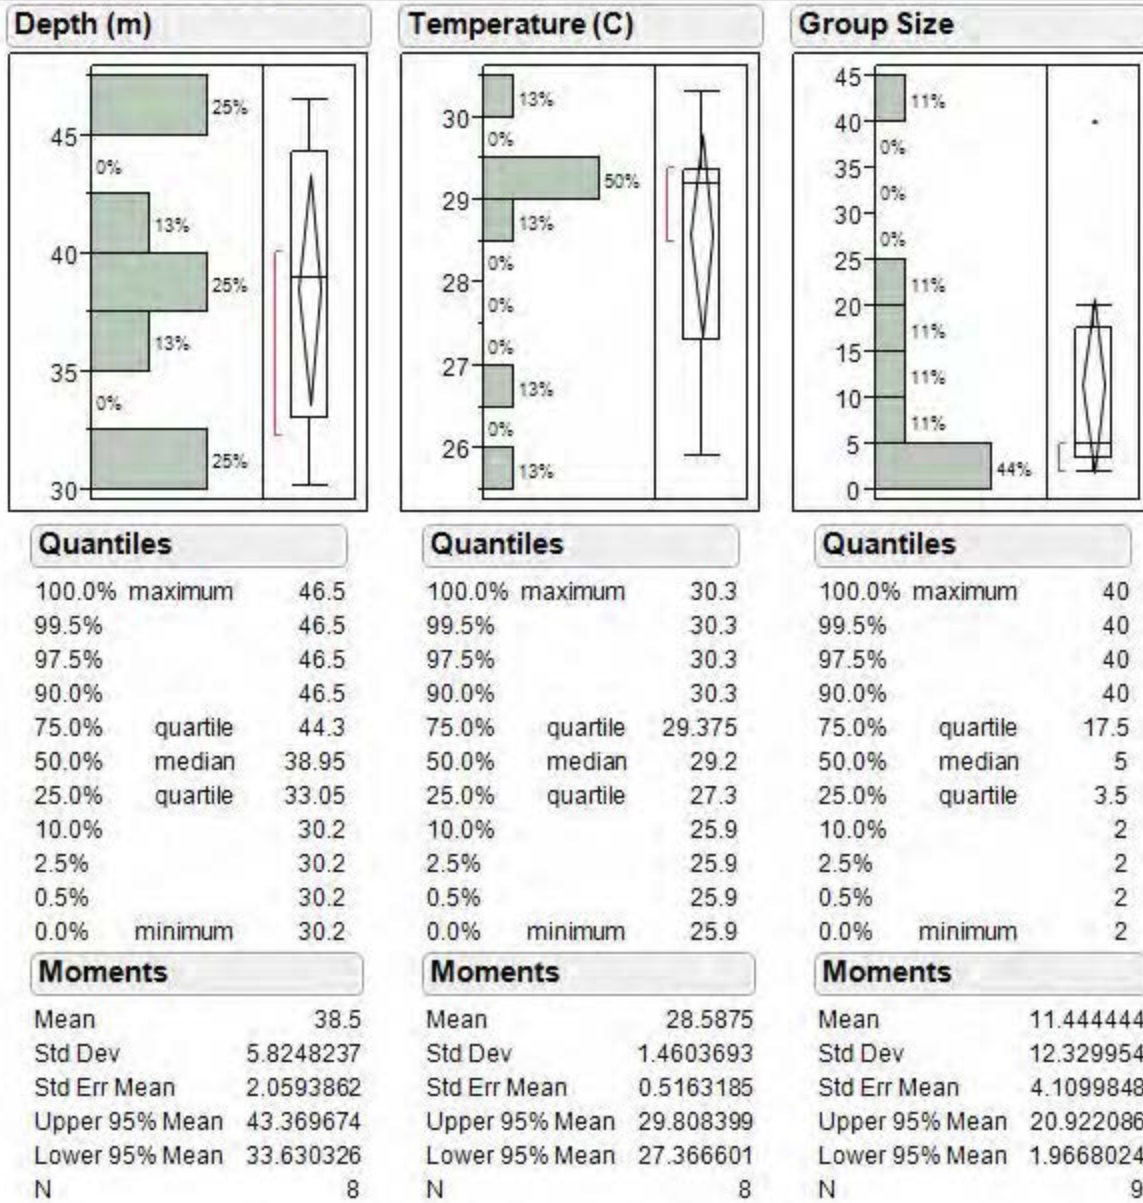 Depth (m)
45
40
35
30
25%
0%
13%
25%
13%
0%
25%
Quantiles
100.0% maximum 46.5
99.5% 46.5
97.5% 46.5
90.0% 46.5
75.0% quartile 44.3
50.0% median 38.95
25.0% quartile 33.05
10.0% 30.2
2.5% 30.2
0.5% 30.2
0.0% minimum 30.2
Moments
Mean 38.5
Std Dev 5.8248237
Std Err Mean 2.0593862
Upper 95% Mean 43.369674
Lower 95% Mean 33.630326
N 8
Temperature (C)
30
29
28
27
26
13%
0%
50%
13%
0%
0%
0%
13%
0%
13%
Quantiles
100.0% maximum 30.3
99.5% 30.3
97.5% 30.3
90.0% 30.3
75.0% quartile 29.375
50.0% median 29.2
25.0% quartile 27.3
10.0% 25.9
2.5% 25.9
0.5% 25.9
0.0% minimum 25.9
Moments
Mean 28.5875
Std Dev 1.4603693
Std Err Mean 0.5163185
Upper 95% Mean 29.808399
Lower 95% Mean 27.366601
N 8
Group Size
45
40
35
30
25
20
15
10
5
0
11%
0%
0%
0%
11%
11%
11%
11%
44%
Quantiles
100.0% maximum 40
99.5% 40
97.5% 40
90.0% 40
75.0% quartile 17.5
50.0% median 5
25.0% quartile 3.5
10.0% 2
2.5% 2
0.5% 2
0.0% minimum 2
Moments
Mean 11.444444
Std Dev 12.329954
Std Err Mean 4.1099848
Upper 95% Mean 20.922086
Lower 95% Mean 1.9668024
N 9